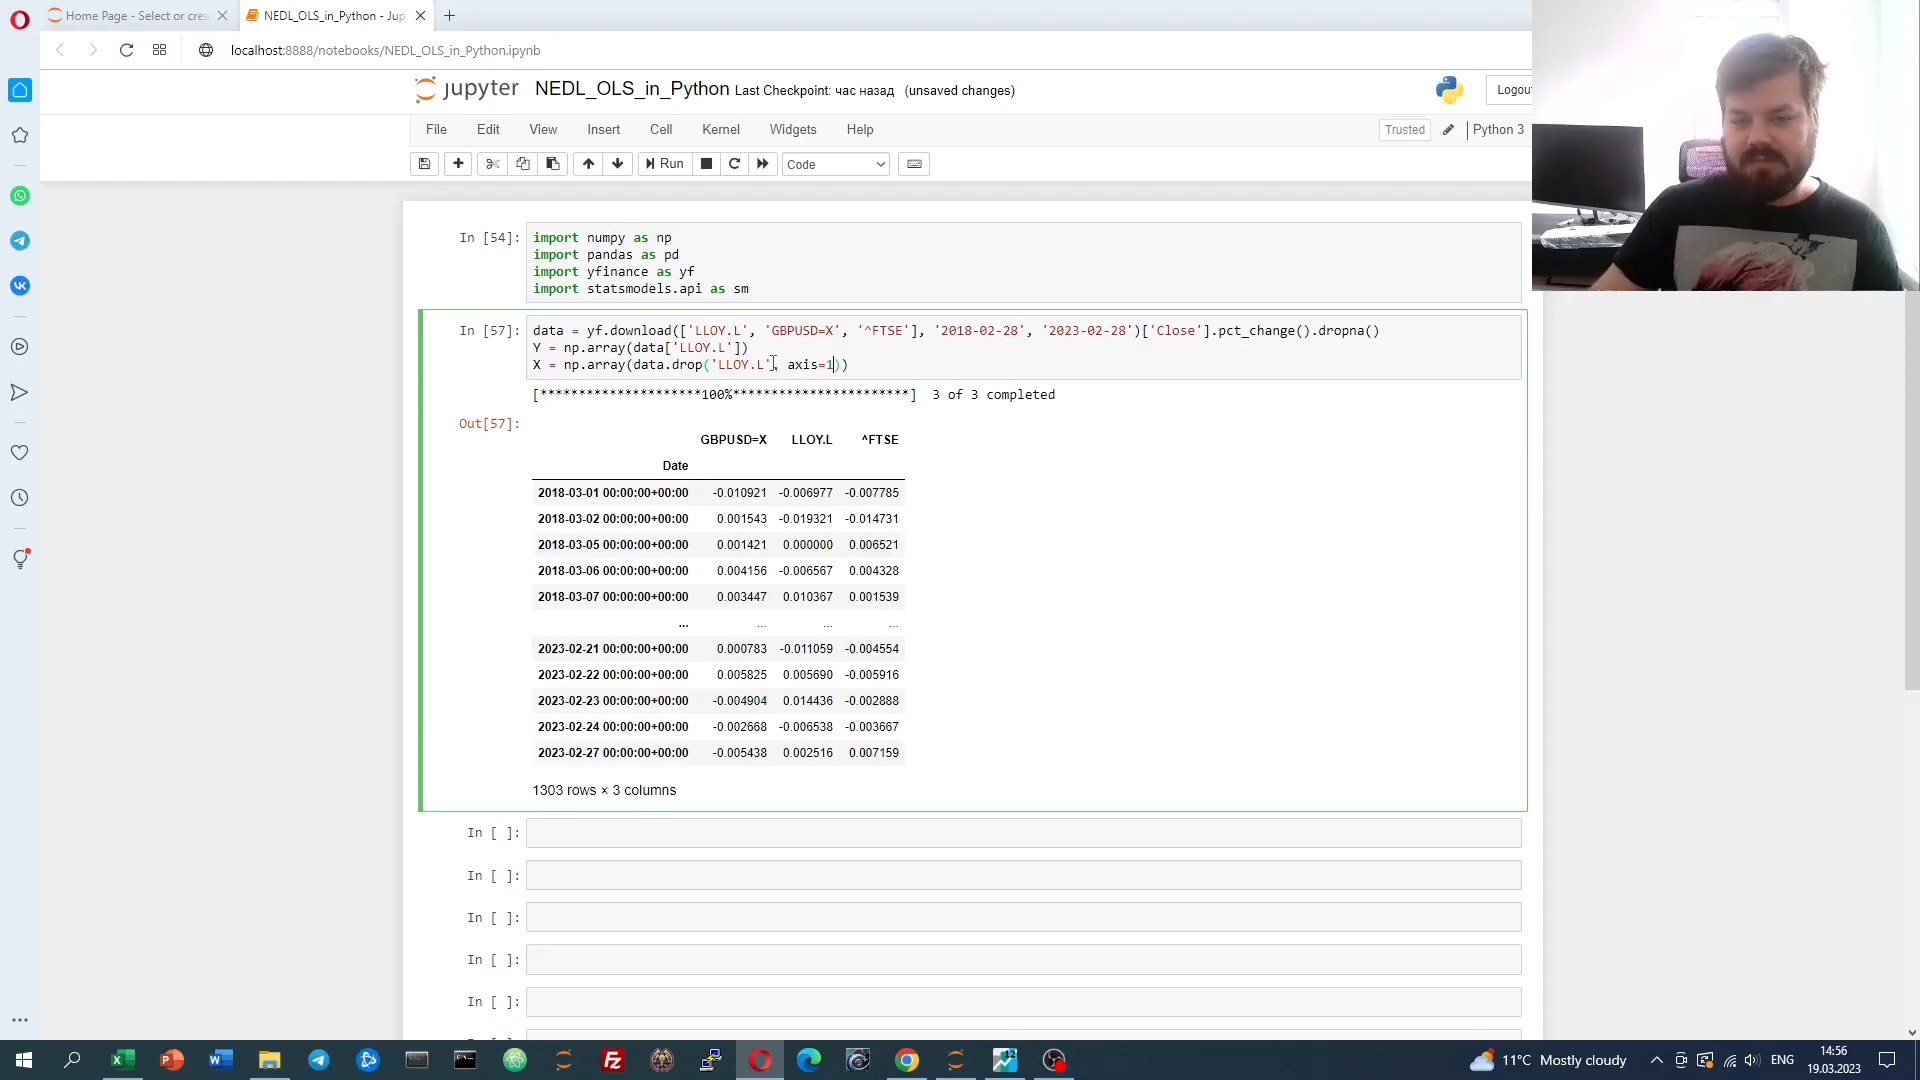 Home Page - Select or crea
NEDL_OLS_in_Python - Jup
localhost:8888/notebooks/NEDL_OLS_in_Python.ipynb
jupyter NEDL_OLS_in_Python Last Checkpoint: час назад (unsaved changes)
Logout
File Edit View Insert Cell Kernel Widgets Help
Trusted Python 3
Run Code
In [54]: import numpy as np
import pandas as pd
import yfinance as yf
import statsmodels.api as sm
In [57]: data = yf.download(['LLOY.L', 'GBPUSD=X', '^FTSE'], '2018-02-28', '2023-02-28')['Close'].pct_change().dropna()
Y = np.array(data['LLOY.L'])
X = np.array(data.drop('LLOY.L', axis=1))
[*********************100%***********************] 3 of 3 completed
Out[57]:
GBPUSD=X LLOY.L ^FTSE
Date
2018-03-01 00:00:00+00:00 -0.010921 -0.006977 -0.007785
2018-03-02 00:00:00+00:00 0.001543 -0.019321 -0.014731
2018-03-05 00:00:00+00:00 0.001421 0.000000 0.006521
2018-03-06 00:00:00+00:00 0.004156 -0.006567 0.004328
2018-03-07 00:00:00+00:00 0.003447 0.010367 0.001539
... ... ... ...
2023-02-21 00:00:00+00:00 0.000783 -0.011059 -0.004554
2023-02-22 00:00:00+00:00 0.005825 0.005690 -0.005916
2023-02-23 00:00:00+00:00 -0.004904 0.014436 -0.002888
2023-02-24 00:00:00+00:00 -0.002668 -0.006538 -0.003667
2023-02-27 00:00:00+00:00 -0.005438 0.002516 0.007159
1303 rows × 3 columns
In [ ]:
In [ ]:
In [ ]:
In [ ]:
In [ ]:
11°C Mostly cloudy
ENG
14:56
19.03.2023